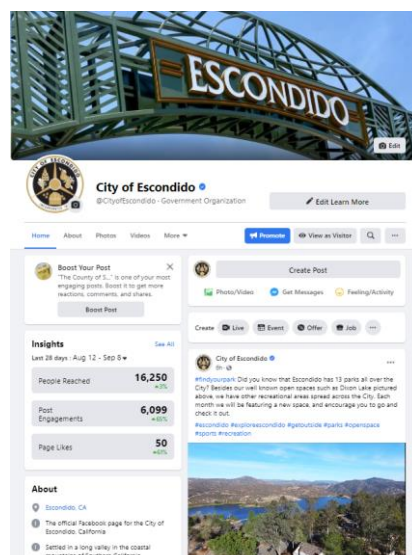 ESCONDIDO
Edit
CITY OF ESCONDIDO
City of Escondido
@CityofEscondido · Government Organization
Edit Learn More
Home About Photos Videos More
Promote View as Visitor
Boost Your Post
"The County of S..." is one of your most
engaging posts. Boost it to get more
reactions, comments, and shares.
Boost Post
Insights See All
Last 28 days : Aug 12 - Sep 8
People Reached 16,250
Post
Engagements 6,099
Page Likes 50
About
Escondido, CA
The official Facebook page for the City of
Escondido, California
Settled in a long valley in the coastal
Create Post
Photo/Video Get Messages Feeling/Activity
Create Live Event Offer Job
City of Escondido
#findyourpark Did you know that Escondido has 13 parks all over the
City? Besides our well known open spaces such as Dixon Lake pictured
above, we have other recreational areas spread across the City. Each
month we will be featuring a new space, and encourage you to go and
check it out.
#escondido #exploreescondido #getoutside #parks #openspace
#sports #recreation